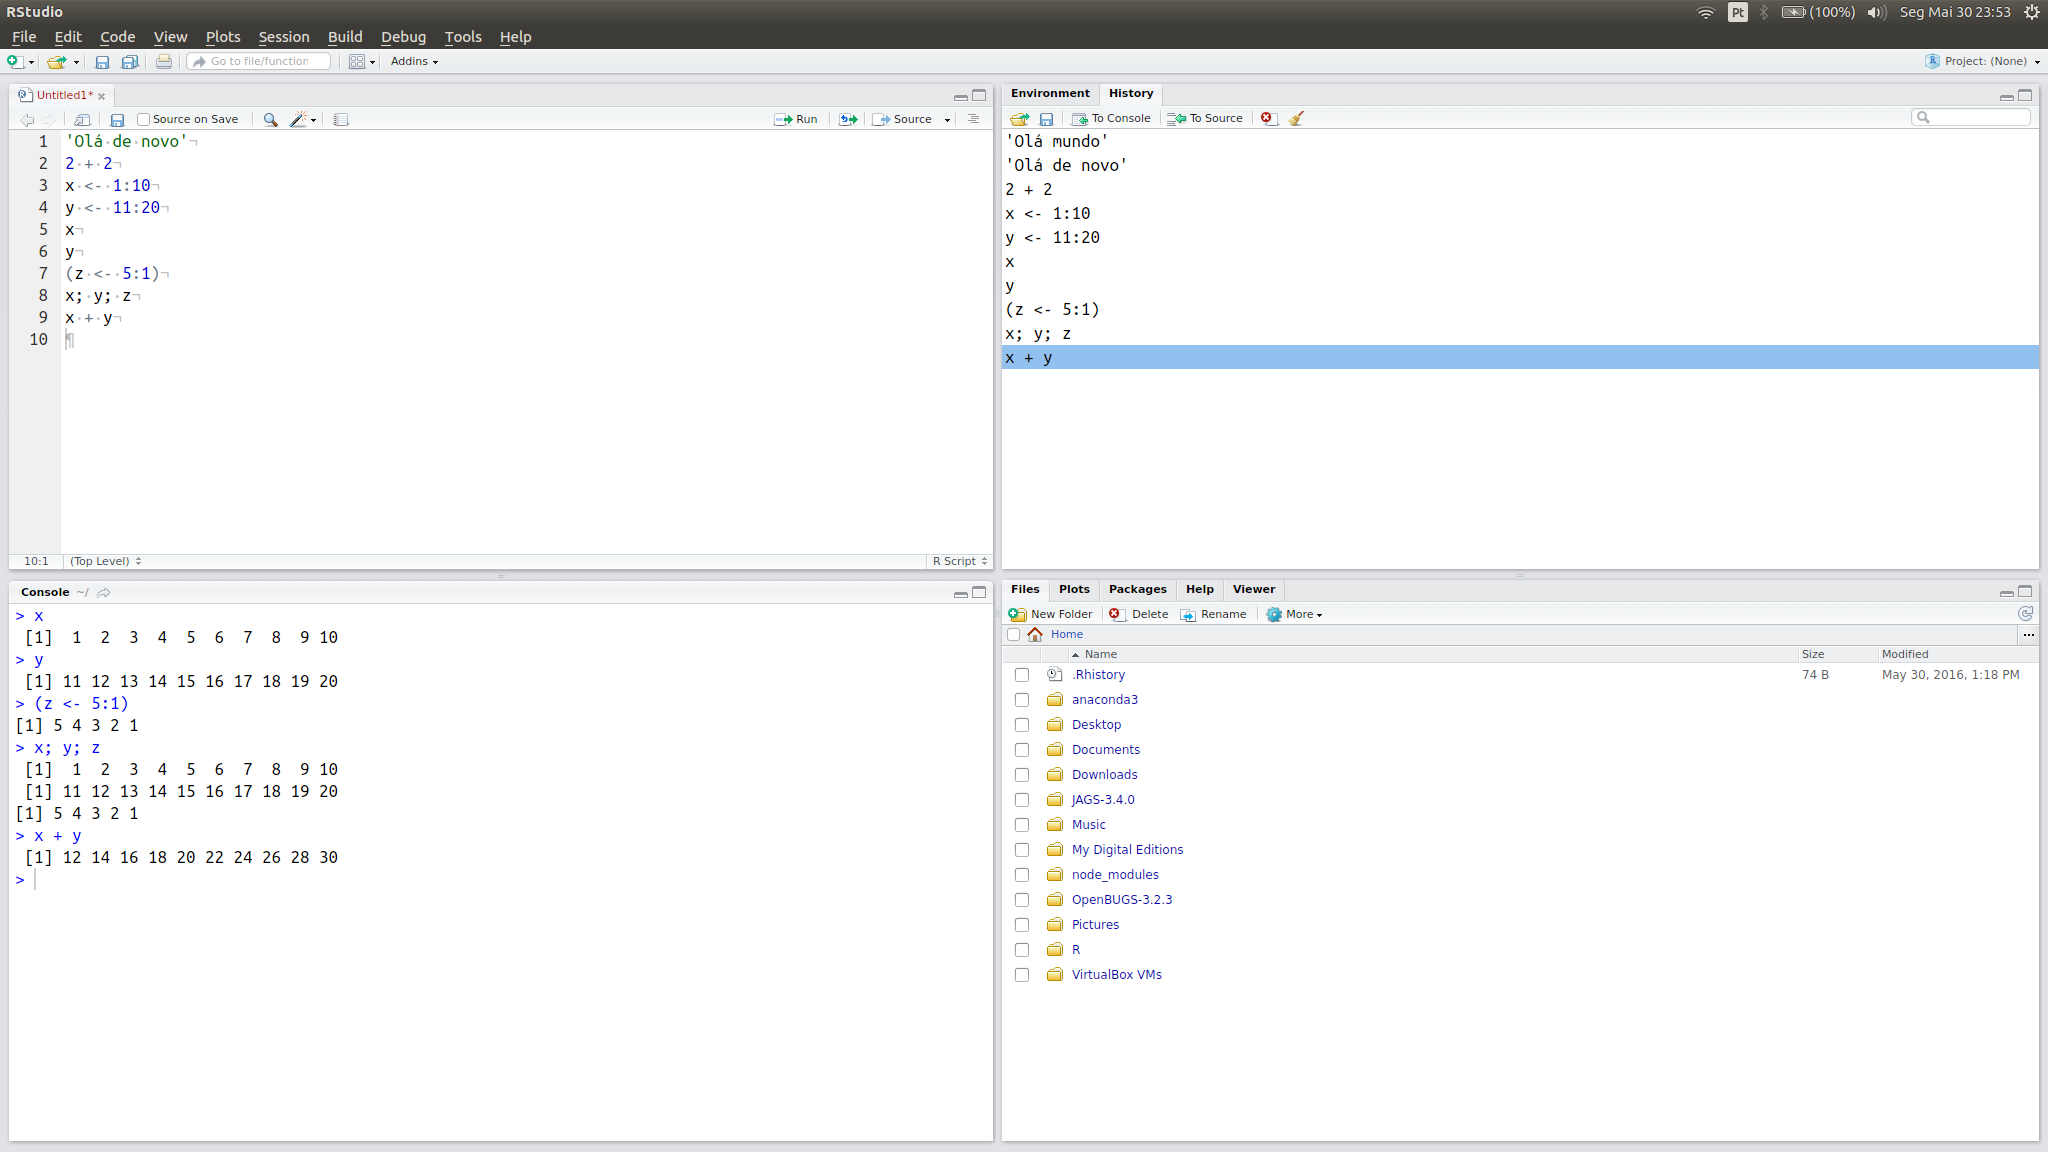 RStudio
Pt (100%) Seg Mai 30 23:53
File Edit Code View Plots Session Build Debug Tools Help
Go to file/function Addins Project: (None)
Untitled1*
Source on Save Run Source
1 'Olá de novo'
2 2 + 2
3 x <- 1:10
4 y <- 11:20
5 x
6 y
7 (z <- 5:1)
8 x; y; z
9 x + y
10
10:1 (Top Level) R Script
Environment History
To Console To Source
'Olá mundo'
'Olá de novo'
2 + 2
x <- 1:10
y <- 11:20
x
y
(z <- 5:1)
x; y; z
x + y
Console ~/
> x
[1] 1 2 3 4 5 6 7 8 9 10
> y
[1] 11 12 13 14 15 16 17 18 19 20
> (z <- 5:1)
[1] 5 4 3 2 1
> x; y; z
[1] 1 2 3 4 5 6 7 8 9 10
[1] 11 12 13 14 15 16 17 18 19 20
[1] 5 4 3 2 1
> x + y
[1] 12 14 16 18 20 22 24 26 28 30
>
Files Plots Packages Help Viewer
New Folder Delete Rename More
Home ...
Name Size Modified
.Rhistory 74 B May 30, 2016, 1:18 PM
anaconda3
Desktop
Documents
Downloads
JAGS-3.4.0
Music
My Digital Editions
node_modules
OpenBUGS-3.2.3
Pictures
R
VirtualBox VMs